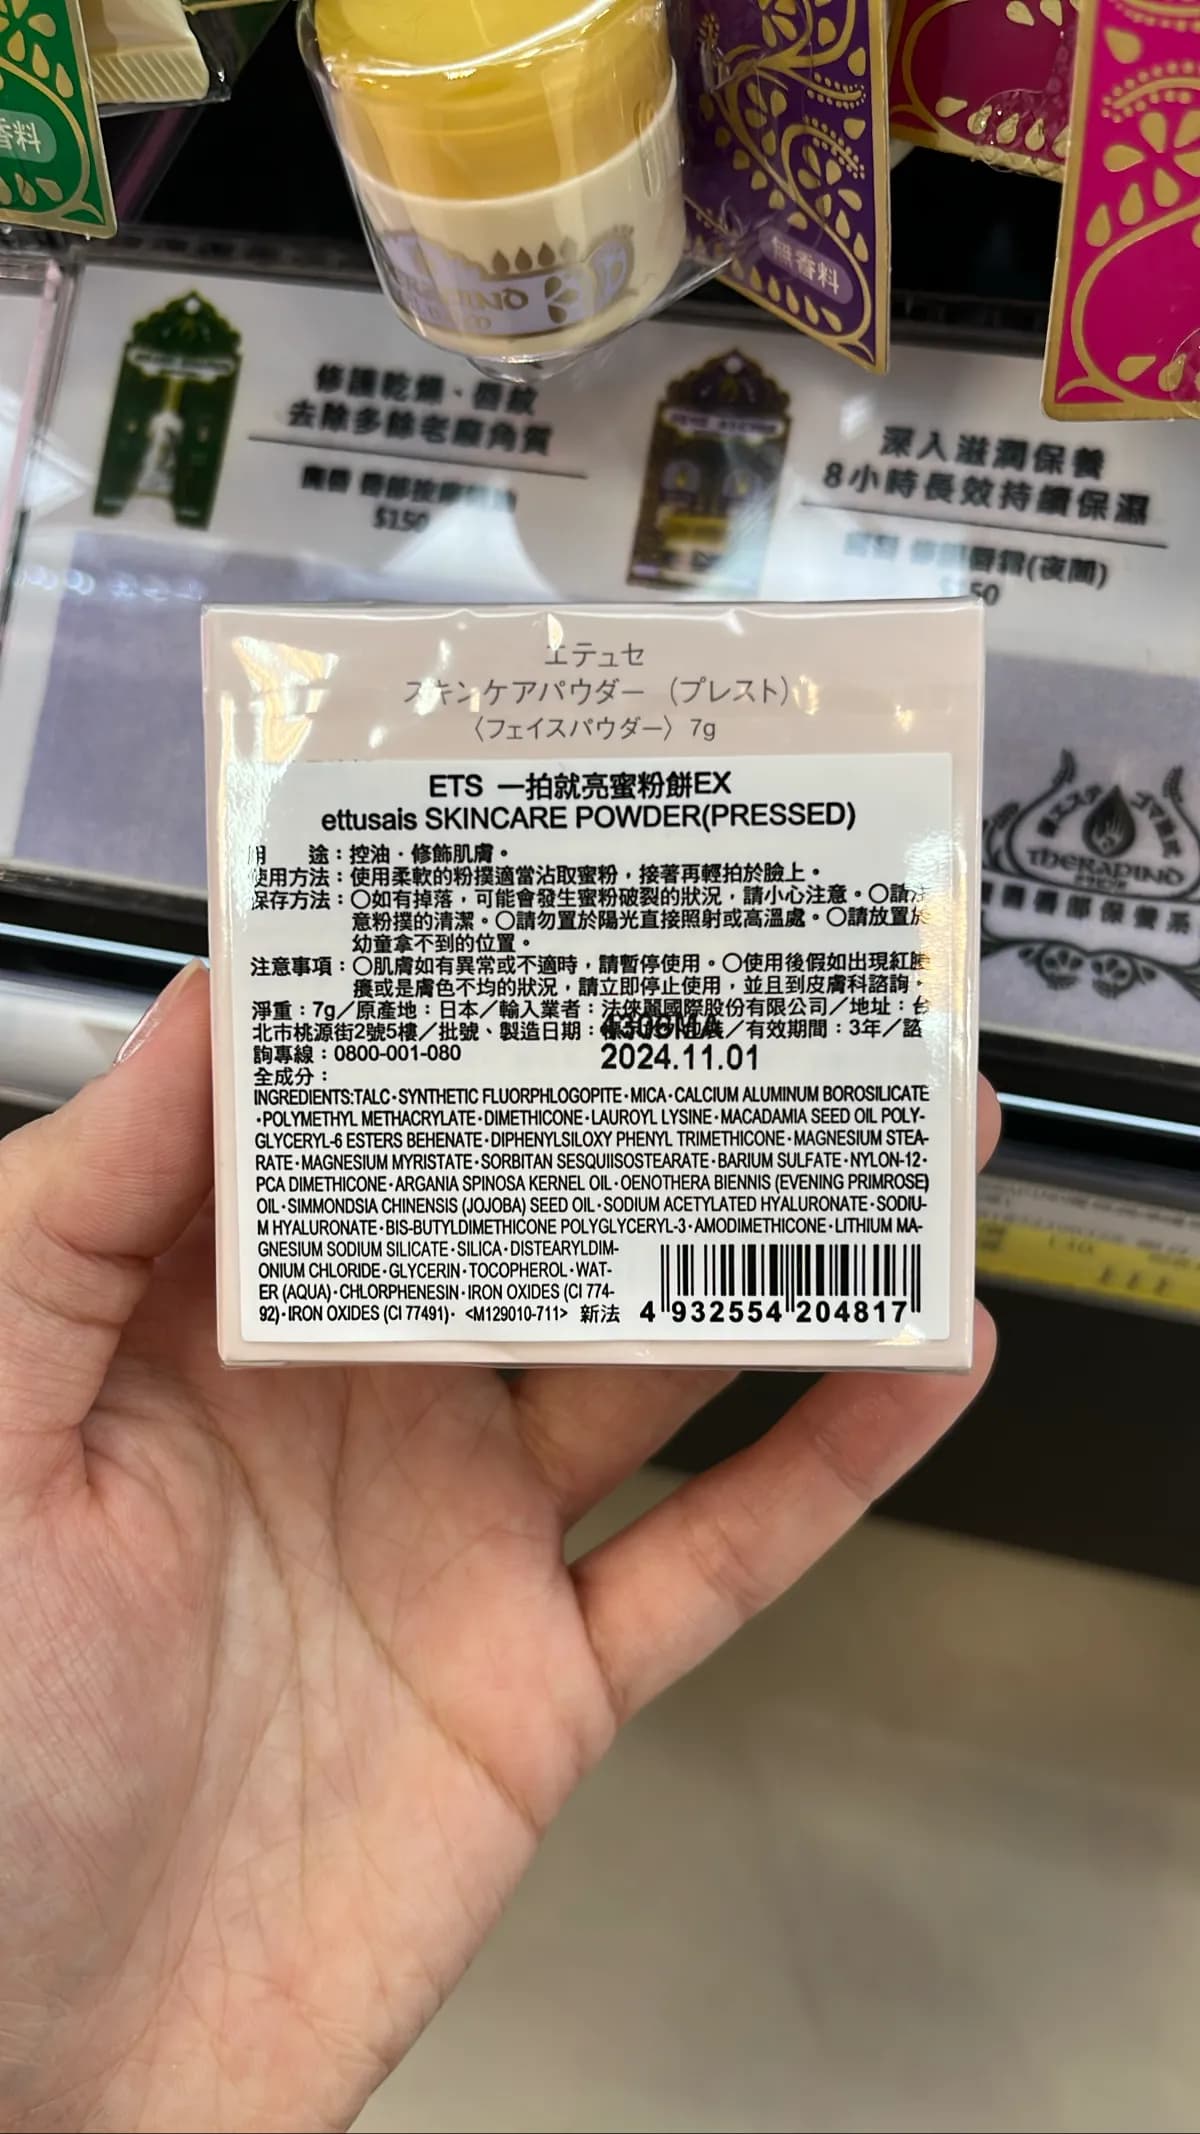 香料
無香料
修護乾燥、唇紋
去除多餘老廢角質
$150
深入滋潤保養
8小時長效持續保濕
エテュセ
スキンケアパウダー（プレスト）
〈フェイスパウダー〉7g
ETS 一拍就亮蜜粉餅EX
ettusais SKINCARE POWDER(PRESSED)
用　　途：控油．修飾肌膚。
使用方法：使用柔軟的粉撲適當沾取蜜粉，接著再輕拍於臉上。
保存方法：○如有掉落，可能會發生蜜粉破裂的狀況，請小心注意。○請注
意粉撲的清潔。○請勿置於陽光直接照射或高溫處。○請放置於
幼童拿不到的位置。
注意事項：○肌膚如有異常或不適時，請暫停使用。○使用後假如出現紅腫、
癢或是膚色不均的狀況，請立即停止使用，並且到皮膚科諮詢。
淨重：7g／原產地：日本／輸入業者：法徠麗國際股份有限公司／地址：台
北市桃源街2號5樓／批號、製造日期：標示於外包裝／有效期間：3年／諮
4306MA
詢專線：0800-001-080
2024.11.01
全成分：
INGREDIENTS:TALC·SYNTHETIC FLUORPHLOGOPITE·MICA·CALCIUM ALUMINUM BOROSILICATE
·POLYMETHYL METHACRYLATE·DIMETHICONE·LAUROYL LYSINE·MACADAMIA SEED OIL POLY-
GLYCERYL-6 ESTERS BEHENATE·DIPHENYLSILOXY PHENYL TRIMETHICONE·MAGNESIUM STEA-
RATE·MAGNESIUM MYRISTATE·SORBITAN SESQUIISOSTEARATE·BARIUM SULFATE·NYLON-12·
PCA DIMETHICONE·ARGANIA SPINOSA KERNEL OIL·OENOTHERA BIENNIS (EVENING PRIMROSE)
OIL·SIMMONDSIA CHINENSIS (JOJOBA) SEED OIL·SODIUM ACETYLATED HYALURONATE·SODIU-
M HYALURONATE·BIS-BUTYLDIMETHICONE POLYGLYCERYL-3·AMODIMETHICONE·LITHIUM MA-
GNESIUM SODIUM SILICATE·SILICA·DISTEARYLDIM-
ONIUM CHLORIDE·GLYCERIN·TOCOPHEROL·WAT-
ER (AQUA)·CHLORPHENESIN·IRON OXIDES (CI 774-
92)·IRON OXIDES (CI 77491)· <M129010-711> 新法
4 932554 204817
THERAPINO